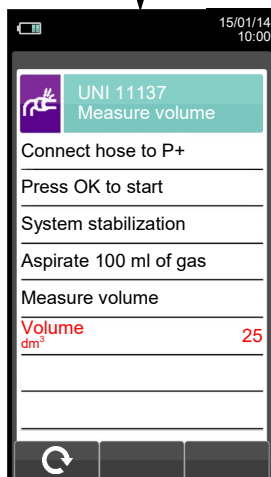 15/01/14
10:00
UNI 11137
Measure volume
Connect hose to P+
Press OK to start
System stabilization
Aspirate 100 ml of gas
Measure volume
Volume 25
dm³